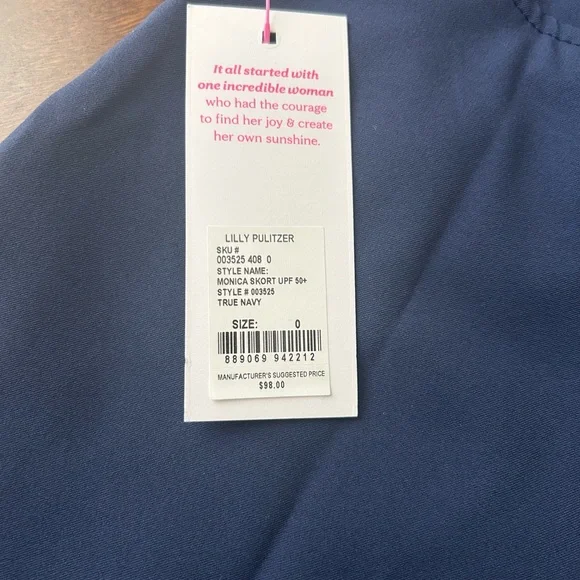 It all started with
one incredible woman
who had the courage
to find her joy & create
her own sunshine.
LILLY PULITZER
SKU #
003525 408 0
STYLE NAME:
MONICA SKORT UPF 50+
STYLE # 003525
TRUE NAVY
SIZE: 0
889069 942212
MANUFACTURER'S SUGGESTED PRICE
$98.00